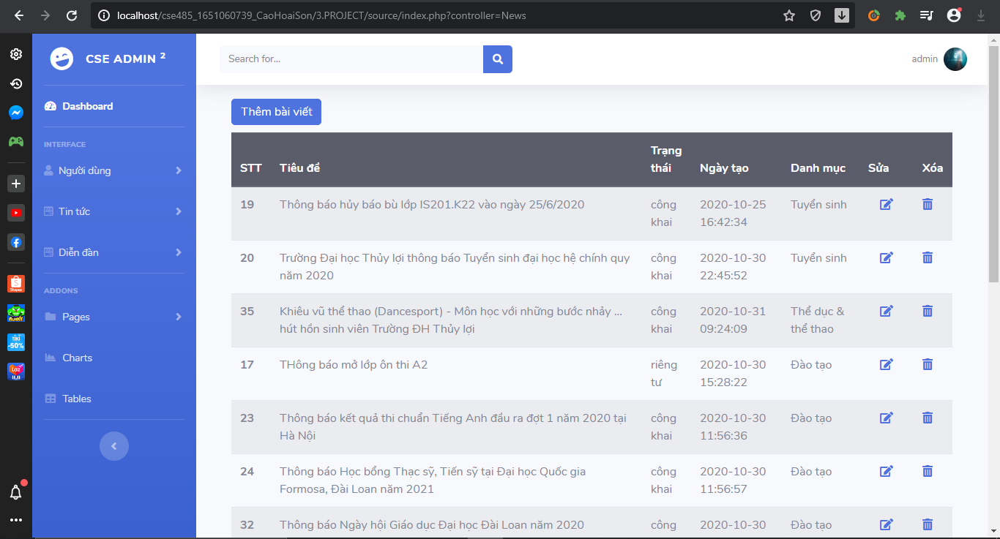 localhost/cse485_1651060739_CaoHoaiSon/3.PROJECT/source/index.php?controller=News
CSE ADMIN 2
Search for...
admin
Dashboard
INTERFACE
Người dùng
Tin tức
Diễn đàn
ADDONS
Pages
Charts
Tables
Thêm bài viết
STT Tiêu đề Trạng thái Ngày tạo Danh mục Sửa Xóa
19 Thông báo hủy báo bù lớp IS201.K22 vào ngày 25/6/2020 công khai 2020-10-25 16:42:34 Tuyển sinh
20 Trường Đại học Thủy lợi thông báo Tuyển sinh đại học hệ chính quy năm 2020 công khai 2020-10-30 22:45:52 Tuyển sinh
35 Khiêu vũ thể thao (Dancesport) - Môn học với những bước nhảy ... hút hồn sinh viên Trường ĐH Thủy lợi công khai 2020-10-31 09:24:09 Thể dục & thể thao
17 THông báo mở lớp ôn thi A2 riêng tư 2020-10-30 15:28:22 Đào tạo
23 Thông báo kết quả thi chuẩn Tiếng Anh đầu ra đợt 1 năm 2020 tại Hà Nội công khai 2020-10-30 11:56:36 Đào tạo
24 Thông báo Học bổng Thạc sỹ, Tiến sỹ tại Đại học Quốc gia Formosa, Đài Loan năm 2021 công khai 2020-10-30 11:56:57 Đào tạo
32 Thông báo Ngày hội Giáo dục Đại học Đài Loan năm 2020 công 2020-10-30 Đào tạo